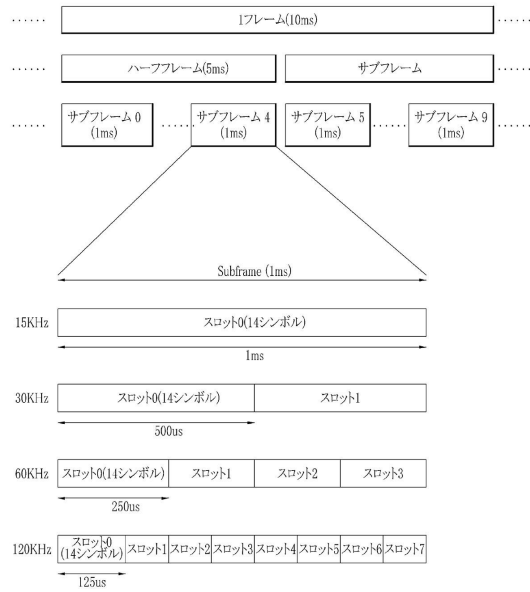 ...... 1フレーム(10ms) ......
...... ハーフフレーム(5ms) サブフレーム ......
...... サブフレーム 0 (1ms) ...... サブフレーム 4 (1ms) サブフレーム 5 (1ms) ...... サブフレーム 9 (1ms) ......
Subframe (1ms)
15KHz スロット0(14シンボル)
1ms
30KHz スロット0(14シンボル) スロット1
500us
60KHz スロット0(14シンボル) スロット1 スロット2 スロット3
250us
120KHz スロット0 (14シンボル) スロット1 スロット2 スロット3 スロット4 スロット5 スロット6 スロット7
125us